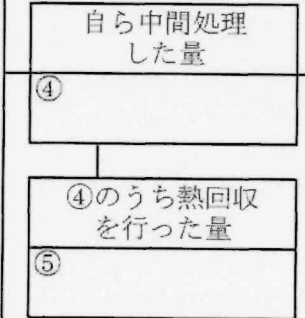 自ら中間処理
した量
④
④のうち熱回収
を行った量
⑤